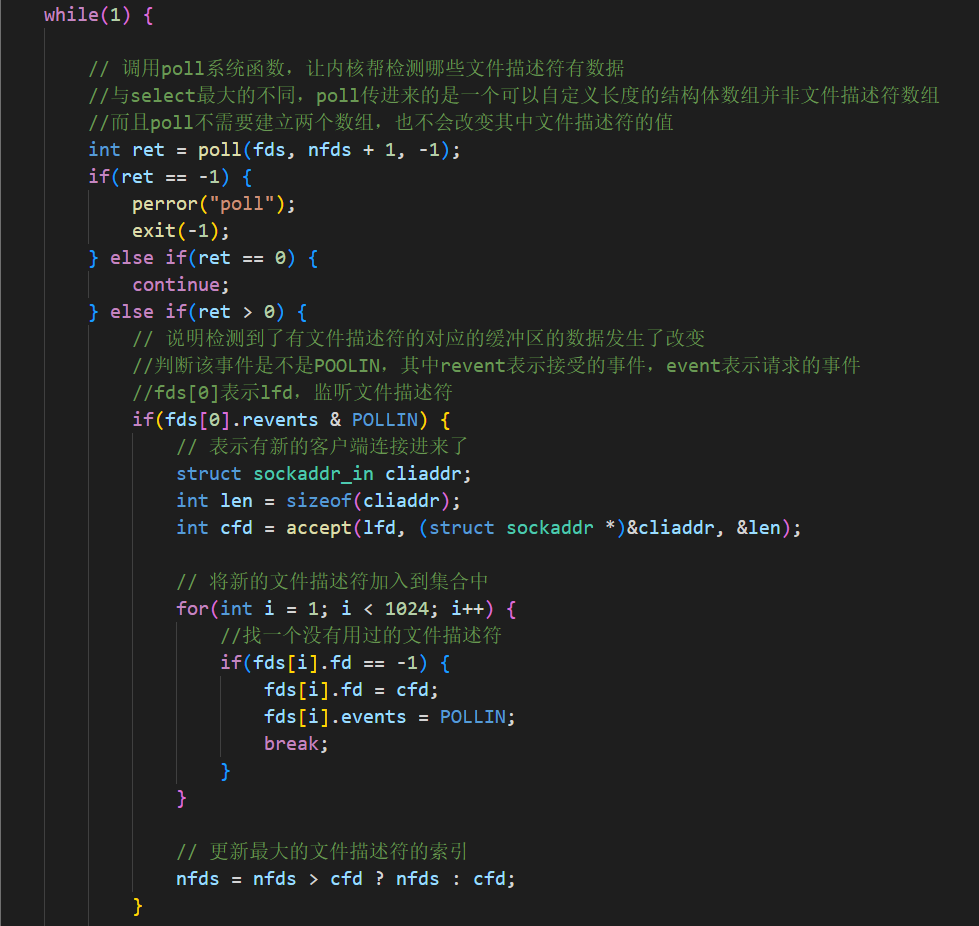 while(1) {
// 调用poll系统函数，让内核帮检测哪些文件描述符有数据
//与select最大的不同，poll传进来的是一个可以自定义长度的结构体数组并非文件描述符数组
//而且poll不需要建立两个数组，也不会改变其中文件描述符的值
int ret = poll(fds, nfds + 1, -1);
if(ret == -1) {
perror("poll");
exit(-1);
} else if(ret == 0) {
continue;
} else if(ret > 0) {
// 说明检测到了有文件描述符的对应的缓冲区的数据发生了改变
//判断该事件是不是POOLIN，其中revent表示接受的事件，event表示请求的事件
//fds[0]表示lfd，监听文件描述符
if(fds[0].revents & POLLIN) {
// 表示有新的客户端连接进来了
struct sockaddr_in cliaddr;
int len = sizeof(cliaddr);
int cfd = accept(lfd, (struct sockaddr *)&cliaddr, &len);
// 将新的文件描述符加入到集合中
for(int i = 1; i < 1024; i++) {
//找一个没有用过的文件描述符
if(fds[i].fd == -1) {
fds[i].fd = cfd;
fds[i].events = POLLIN;
break;
}
}
// 更新最大的文件描述符的索引
nfds = nfds > cfd ? nfds : cfd;
}